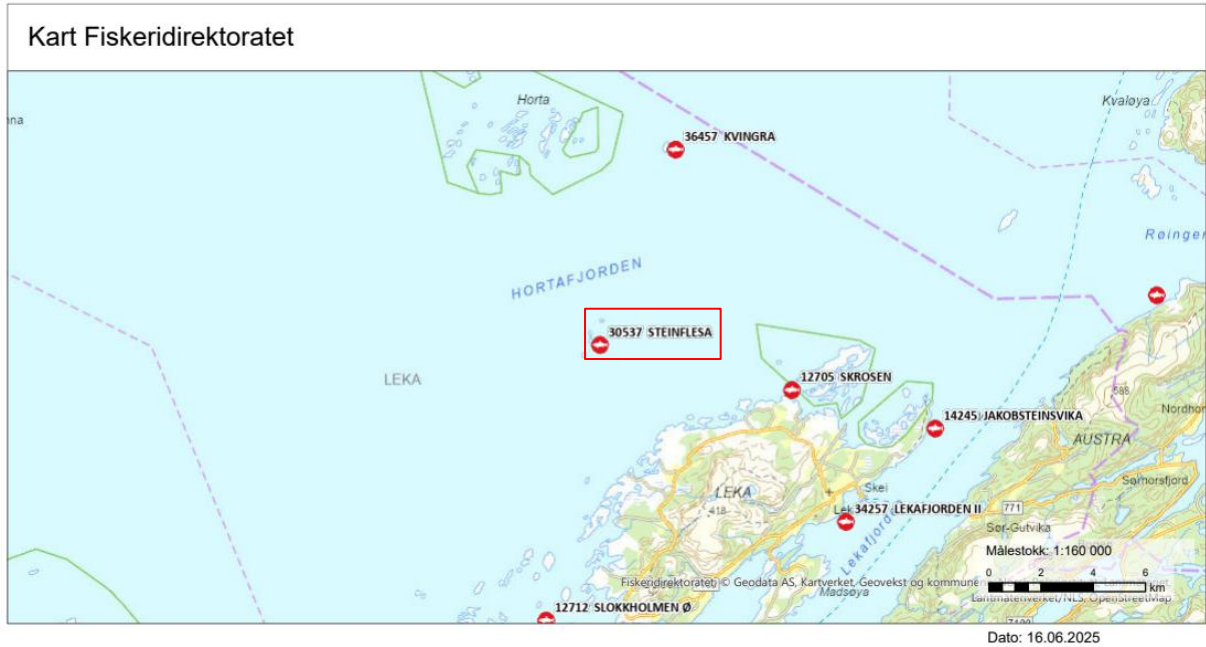 Kart Fiskeridirektoratet
Horta
Kvaløya
nna
36457 KVINGRA
Røinger
HORTAFJORDEN
30537 STEINFLESA
LEKA
12705 SKROSEN
588
Nordhor
14245 JAKOBSTEINSVIKA
AUSTRA
Sørhorsfjord
LEKA
Skei
418
Lek
34257 LEKAFJORDEN II
771
Sør-Gutvika
Lekafjord
Målestokk: 1:160 000
0 2 4 6
km
Fiskeridirektoratet, © Geodata AS, Kartverket, Geovekst og kommune
Madsøya
Lantmäteriverket/NLS, OpenStreetMap
12712 SLOKKHOLMEN Ø
Dato: 16.06.2025